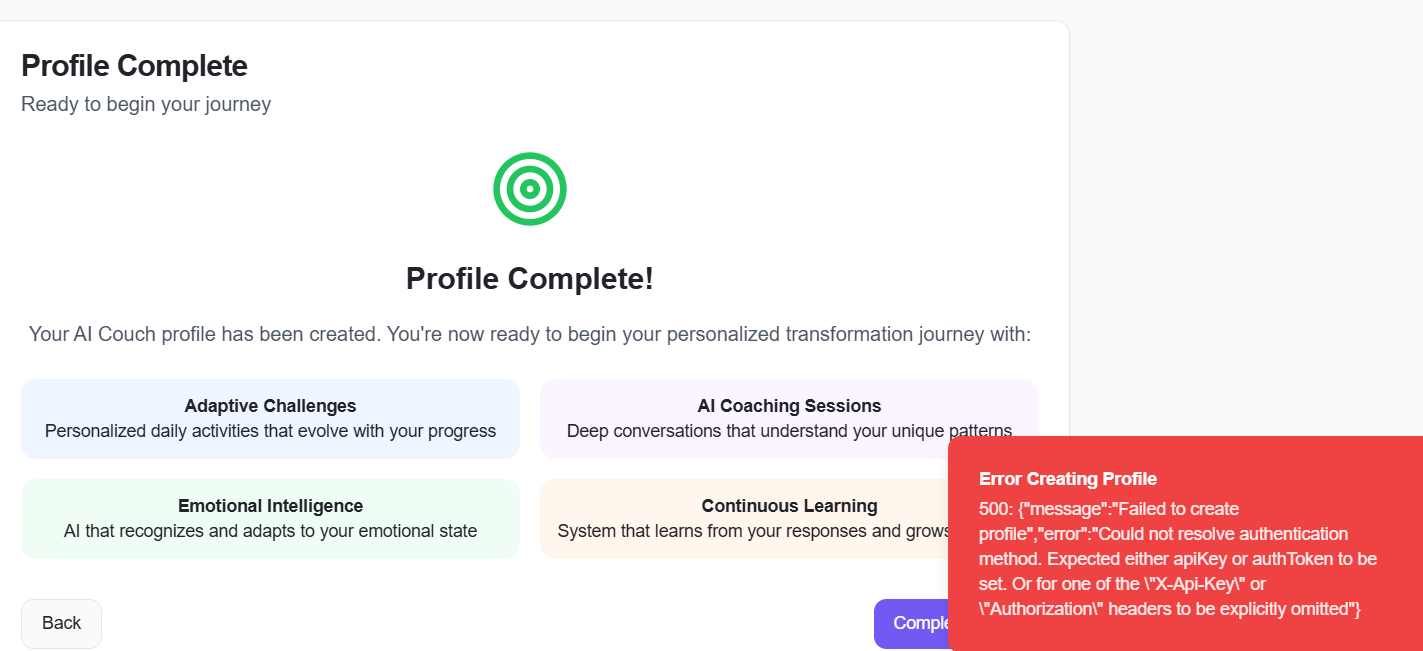 Profile Complete
Ready to begin your journey
Profile Complete!
Your AI Couch profile has been created. You're now ready to begin your personalized transformation journey with:
Adaptive Challenges
Personalized daily activities that evolve with your progress
AI Coaching Sessions
Deep conversations that understand your unique patterns
Emotional Intelligence
AI that recognizes and adapts to your emotional state
Continuous Learning
System that learns from your responses and grows
Back
Error Creating Profile
500: {"message":"Failed to create
profile","error":"Could not resolve authentication
method. Expected either apiKey or authToken to be
set. Or for one of the \"X-Api-Key\" or
\"Authorization\" headers to be explicitly omitted"}